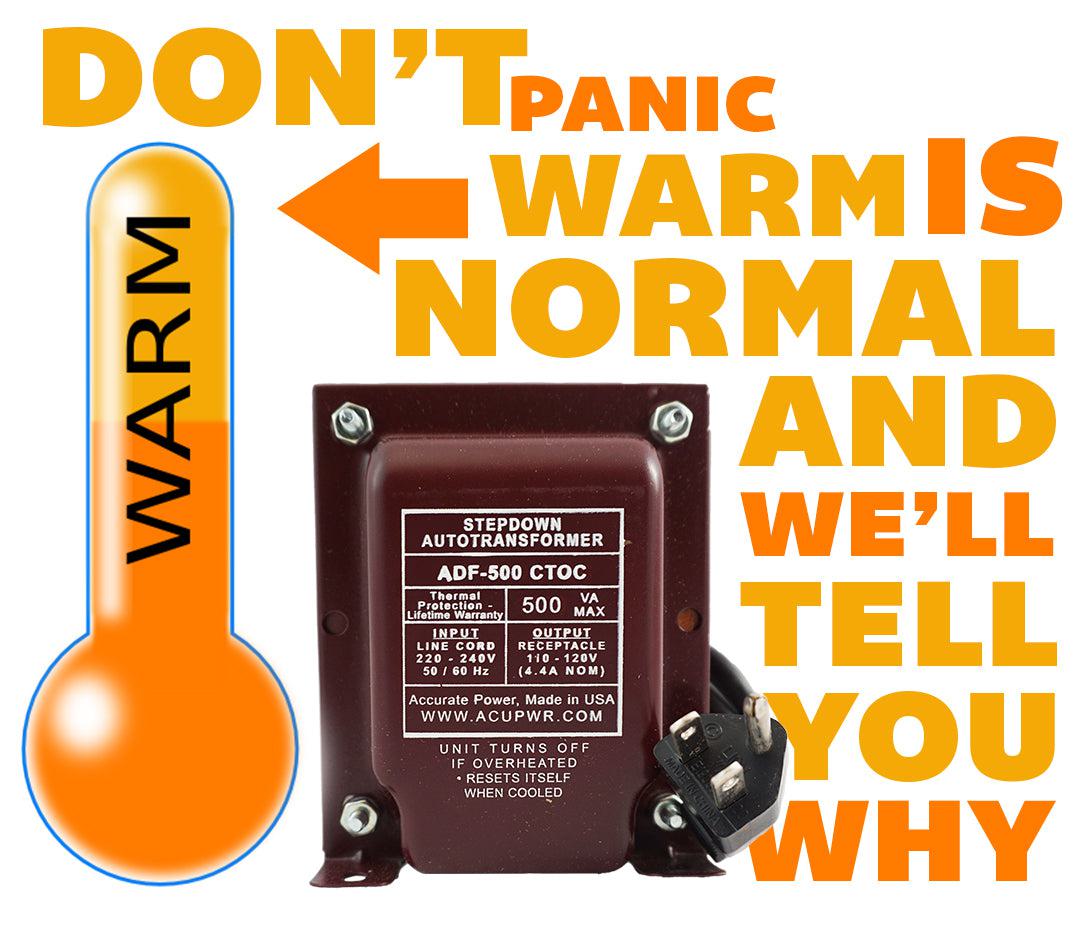 DON'T
PANIC
WARM IS
NORMAL
AND
WE'LL
TELL
YOU
WHY
WARM
STEPDOWN
AUTOTRANSFORMER
ADF-500 CTOC
Thermal
Protection -
Lifetime Warranty
500 VA
MAX
INPUT
LINE CORD
220 - 240V
50 / 60 Hz
OUTPUT
RECEPTACLE
110 - 120V
(4.4A NOM)
Accurate Power, Made in USA
WWW.ACUPWR.COM
UNIT TURNS OFF
IF OVERHEATED
• RESETS ITSELF
WHEN COOLED